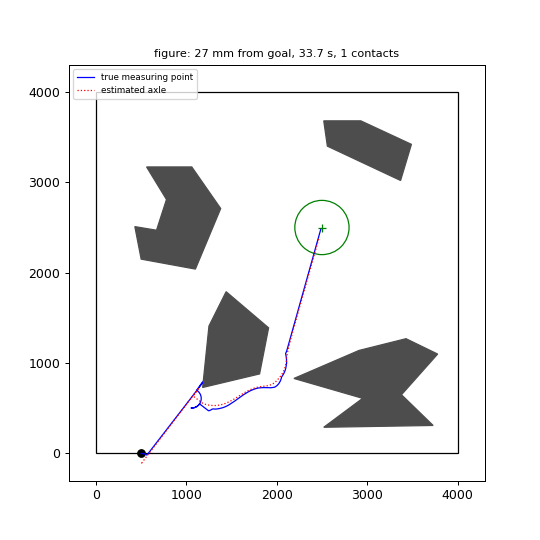 figure: 27 mm from goal, 33.7 s, 1 contacts
true measuring point
estimated axle
4000
3000
2000
1000
0
0 1000 2000 3000 4000